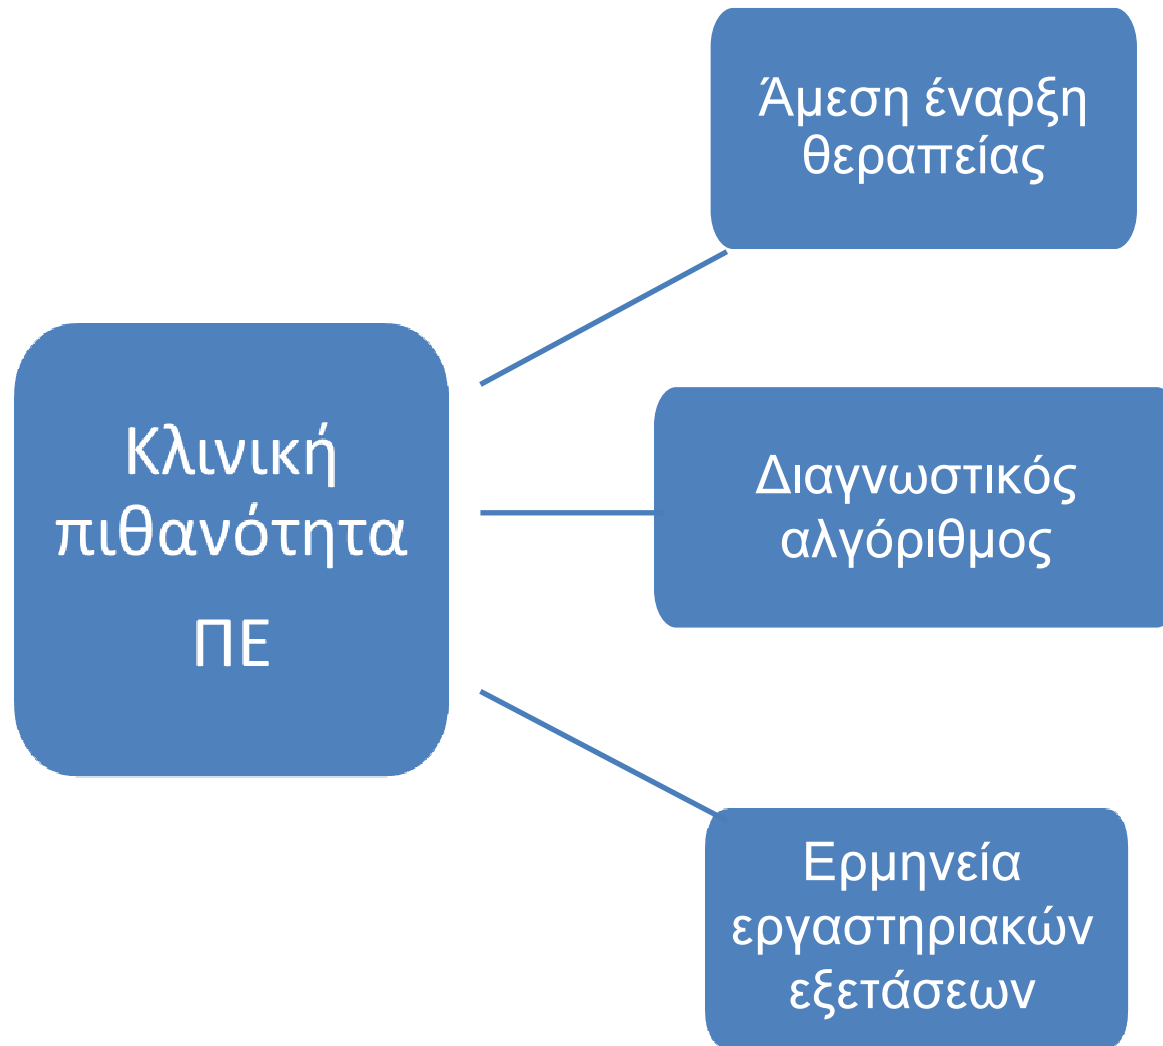 Άμεση έναρξη
θεραπείας
Κλινική
πιθανότητα
ΠΕ
Διαγνωστικός
αλγόριθμος
Ερμηνεία
εργαστηριακών
εξετάσεων